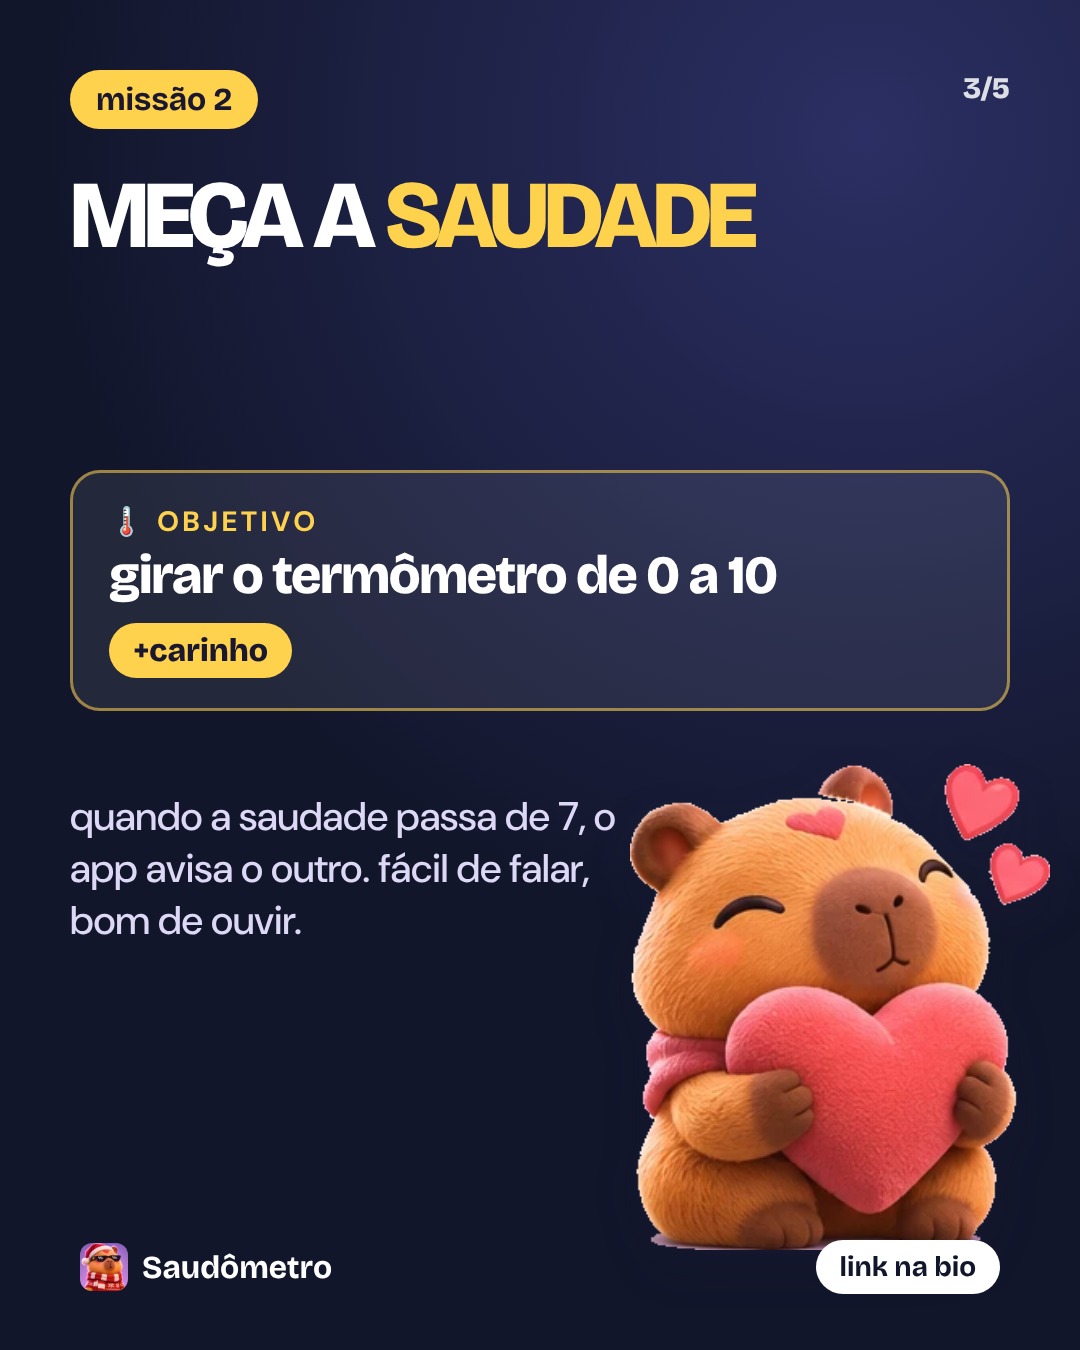 missão 2
3/5
MEÇA A SAUDADE
🌡️ OBJETIVO
girar o termômetro de 0 a 10
+carinho
quando a saudade passa de 7, o
app avisa o outro. fácil de falar,
bom de ouvir.
Saudômetro
link na bio